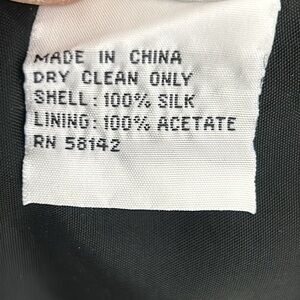 MADE IN CHINA
DRY CLEAN ONLY
SHELL: 100% SILK
LINING: 100% ACETATE
RN 58142